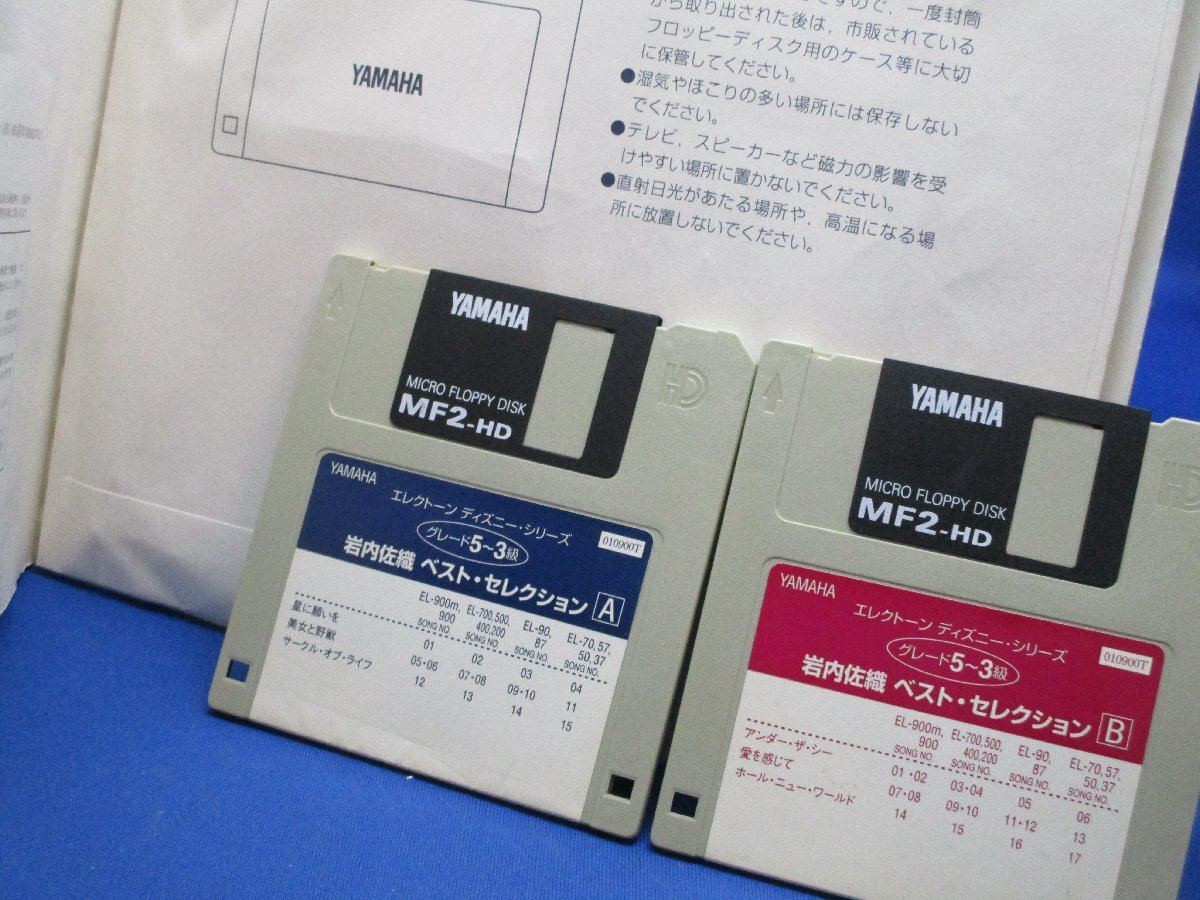 ですので、一度封筒
から取り出された後は、市販されている
フロッピーディスク用のケース等に大切
に保管してください。
●湿気やほこりの多い場所には保存しない
でください。
●テレビ、スピーカーなど磁力の影響を受
けやすい場所に置かないでください。
●直射日光があたる場所や、高温になる場
所に放置しないでください。
YAMAHA
YAMAHA
MICRO FLOPPY DISK
MF2-HD
HD
YAMAHA
エレクトーン ディズニー・シリーズ
グレード5〜3級
010900T
岩内佐織 ベスト・セレクション A
EL-900m, EL-700,500, EL-90, EL-70,57,
900 400,200 87 50,37
SONG NO. SONG NO. SONG NO. SONG NO.
星に願いを 01 02 03 04
美女と野獣 05・06 07・08 09・10 11
サークル・オブ・ライフ 12 13 14 15
YAMAHA
MICRO FLOPPY DISK
MF2-HD
HD
YAMAHA
エレクトーン ディズニー・シリーズ
グレード5〜3級
010900T
岩内佐織 ベスト・セレクション B
EL-900m, EL-700,500, EL-90, EL-70,57,
900 400,200 87 50,37
SONG NO. SONG NO. SONG NO. SONG NO.
アンダー・ザ・シー 01・02 03・04 05 06
愛を感じて 07・08 09・10 11・12 13
ホール・ニュー・ワールド 14 15 16 17